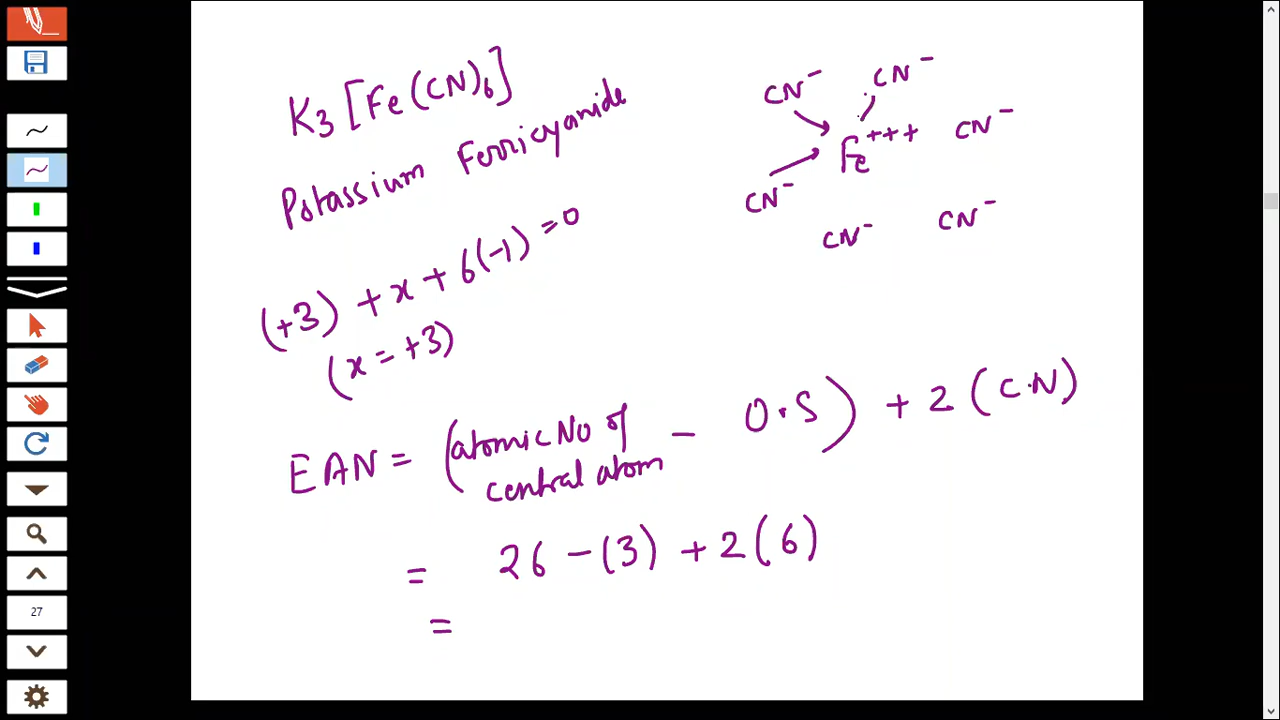 K3[Fe(CN)6]
Potassium Ferricyanide
(+3) + x + 6(-1) = 0
(x = +3)
CN⁻
CN⁻
Fe+++
CN⁻
CN⁻
CN⁻
CN⁻
EAN = (atomic No of central atom - O.S) + 2(C.N)
= 26 - (3) + 2(6)
=
27